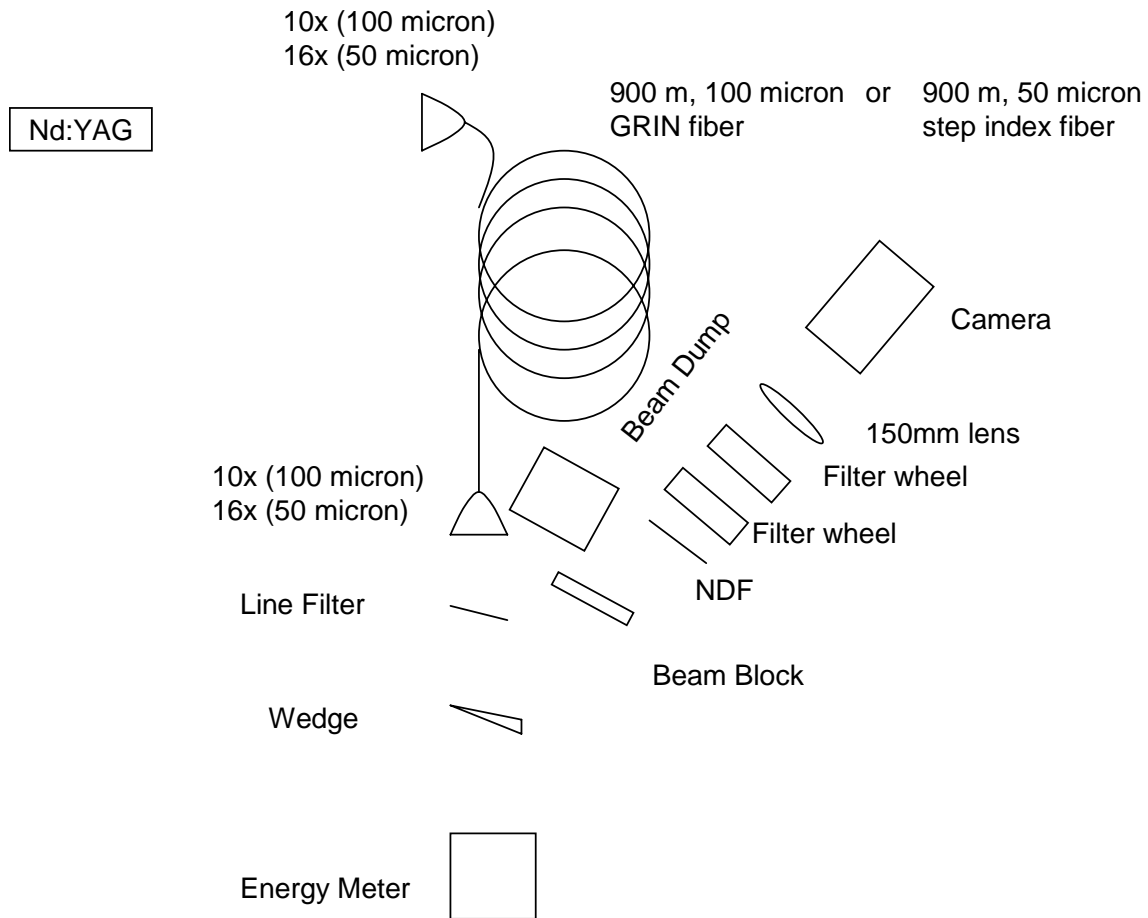 10x (100 micron)
16x (50 micron)
900 m, 100 micron or 900 m, 50 micron
GRIN fiber step index fiber
Nd:YAG
Camera
Beam Dump
150mm lens
10x (100 micron)
16x (50 micron)
Filter wheel
Filter wheel
NDF
Line Filter
Beam Block
Wedge
Energy Meter